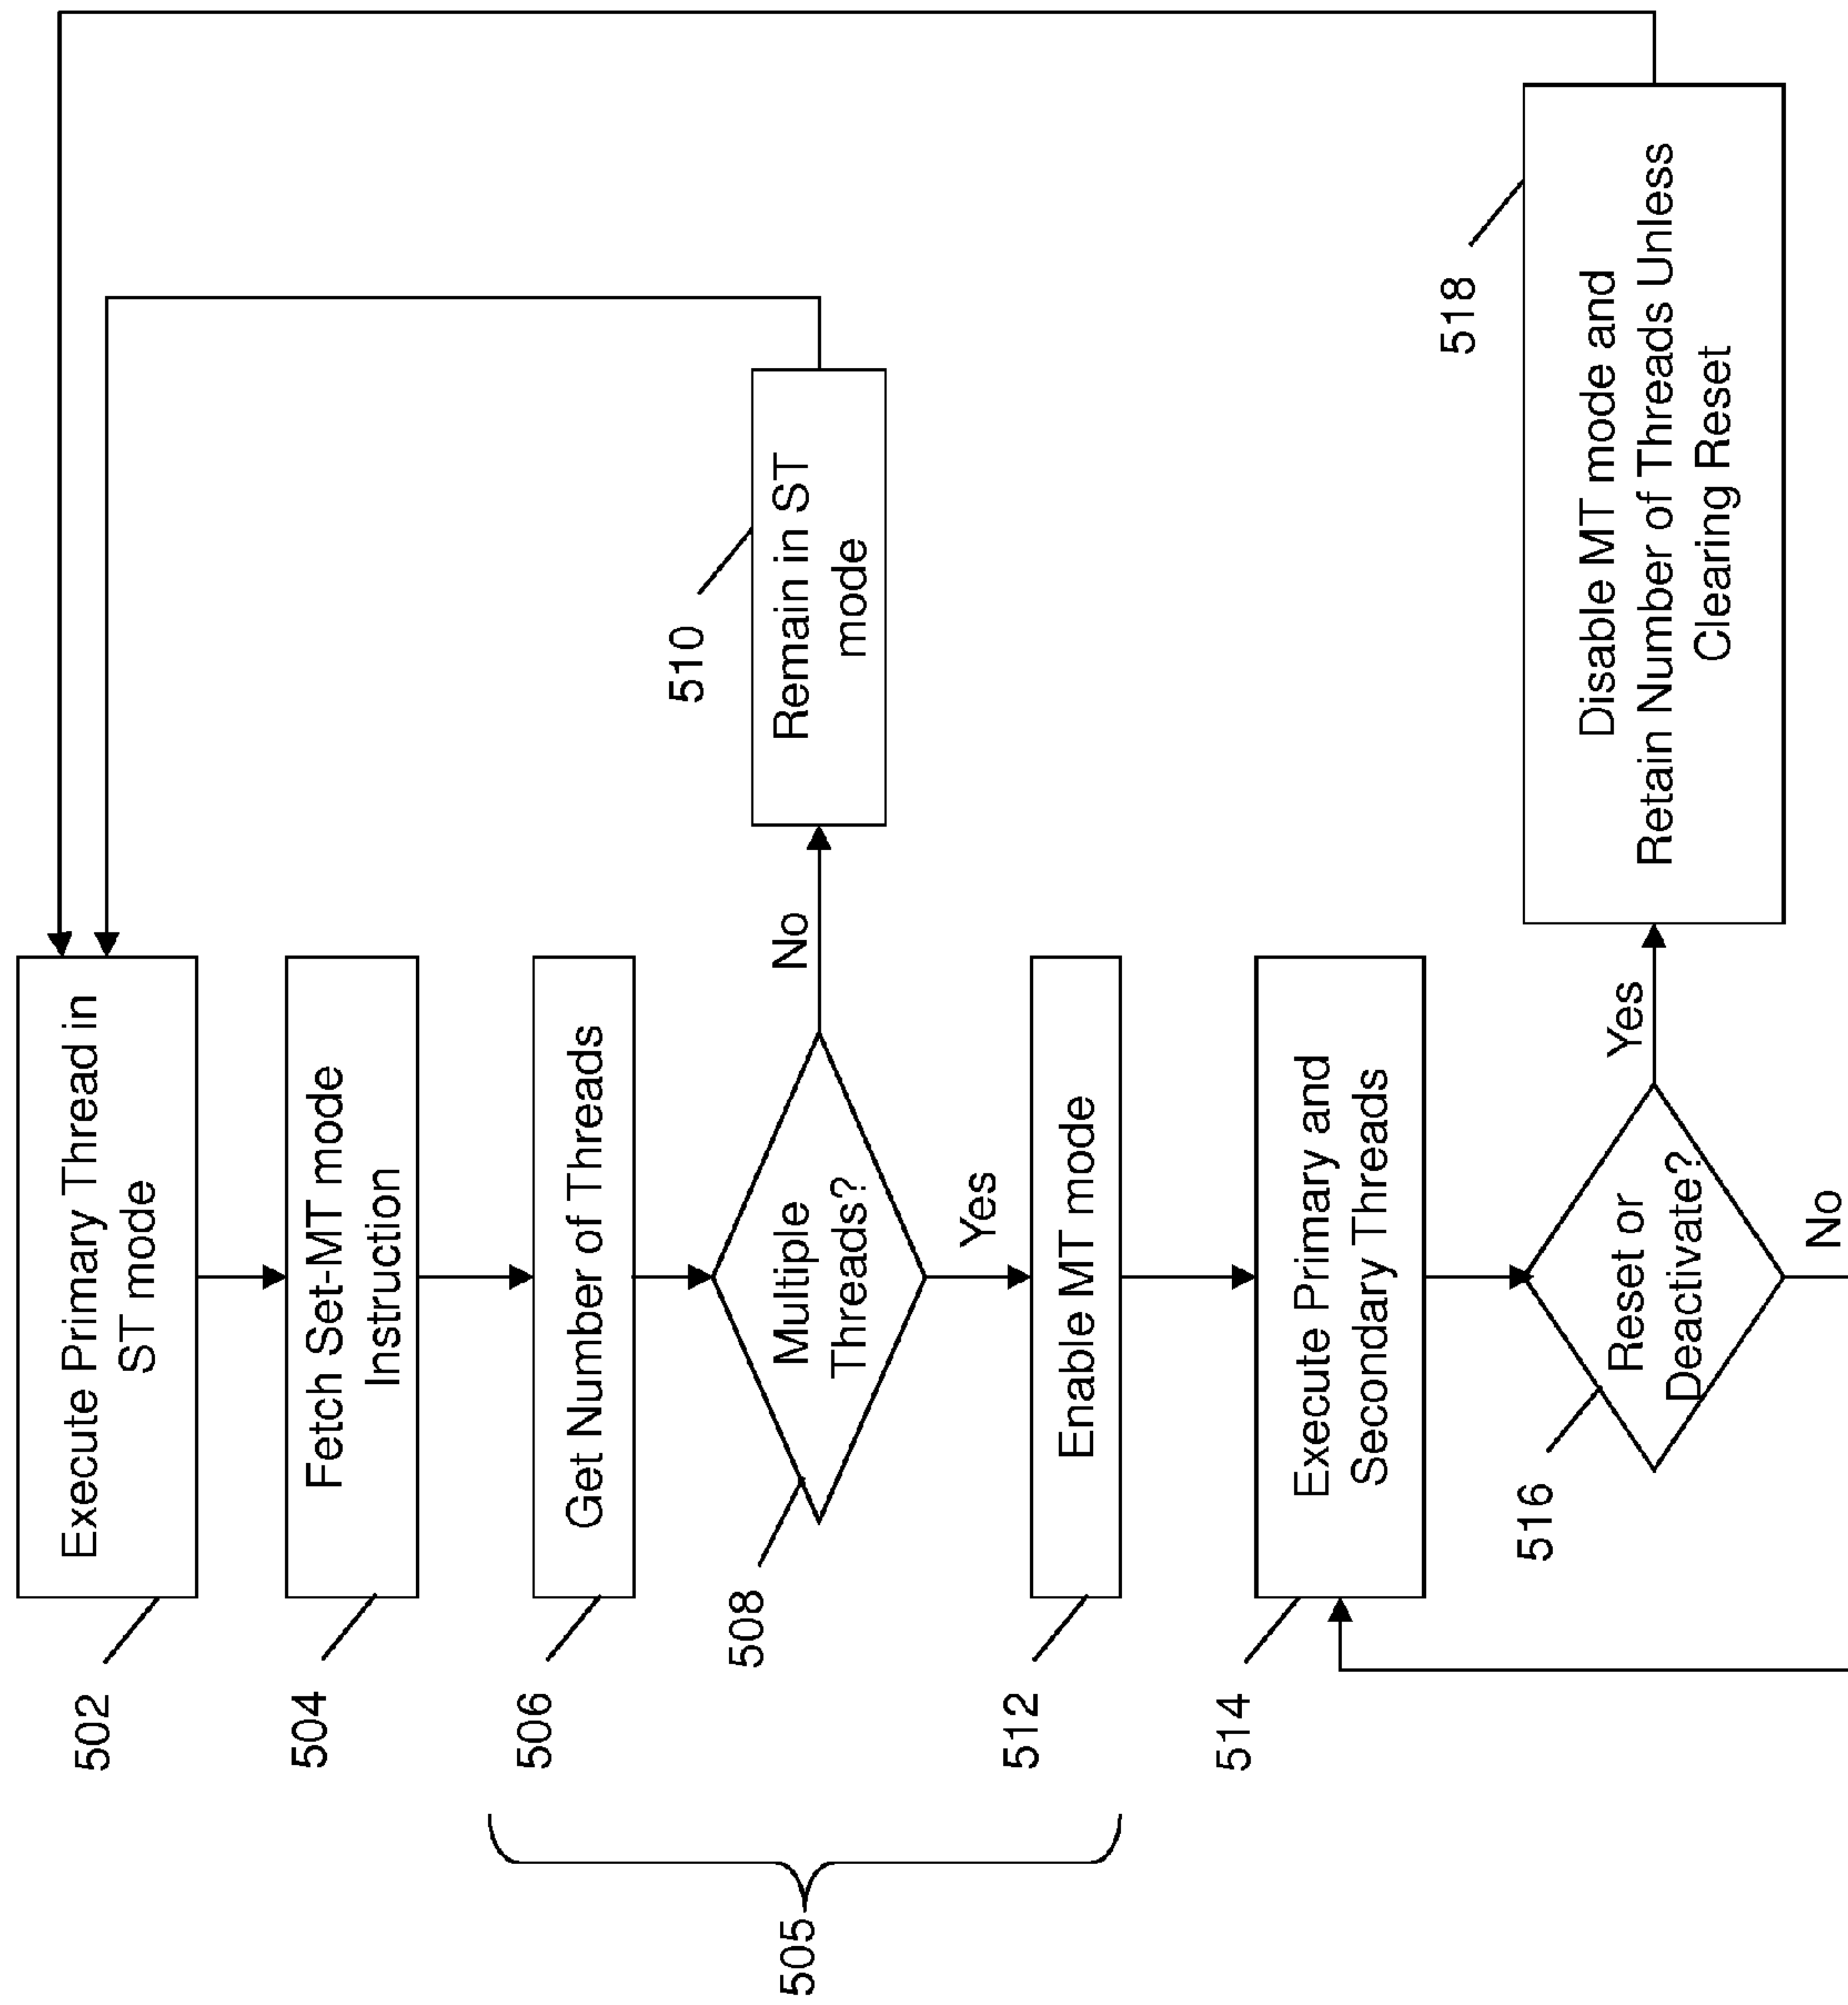 502
Execute Primary Thread in
ST mode
504
Fetch Set-MT mode
Instruction
505
506
Get Number of Threads
508
Multiple
Threads?
No
510
Remain in ST
mode
Yes
512
Enable MT mode
514
Execute Primary and
Secondary Threads
516
Reset or
Deactivate?
Yes
518
Disable MT mode and
Retain Number of Threads Unless
Clearing Reset
No